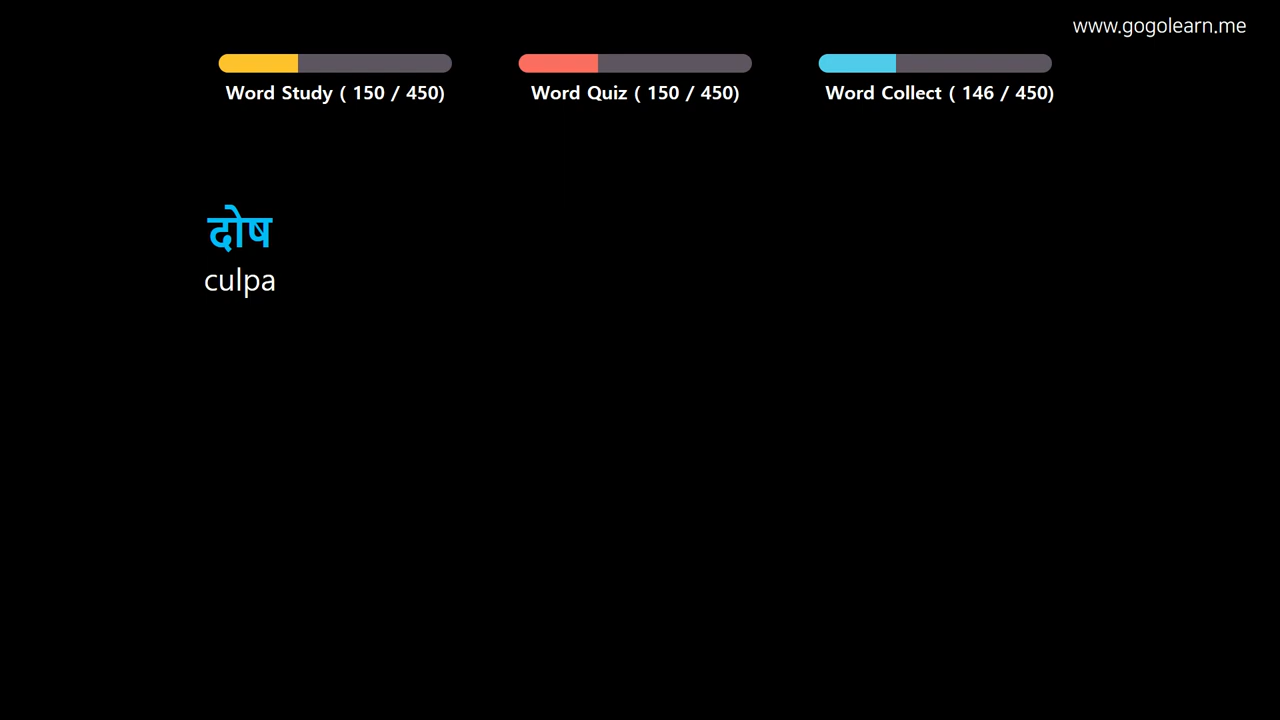 www.gogolearn.me
Word Study ( 150 / 450)
Word Quiz ( 150 / 450)
Word Collect ( 146 / 450)
दोष
culpa